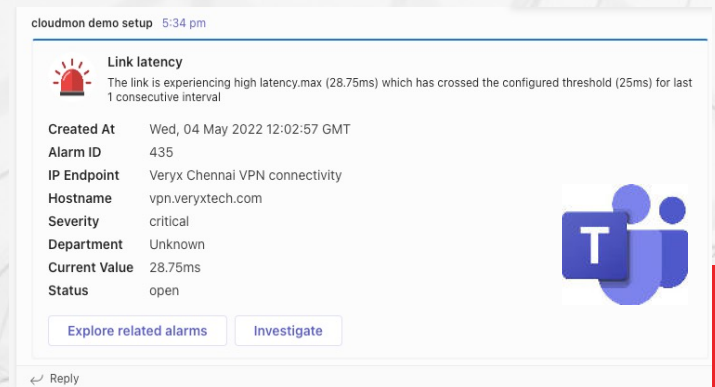 cloudmon demo setup 5:34 pm
Link latency
The link is experiencing high latency.max (28.75ms) which has crossed the configured threshold (25ms) for last
1 consecutive interval
Created At Wed, 04 May 2022 12:02:57 GMT
Alarm ID 435
IP Endpoint Veryx Chennai VPN connectivity
Hostname vpn.veryxtech.com
Severity critical
Department Unknown
Current Value 28.75ms
Status open
T
Explore related alarms Investigate
Reply